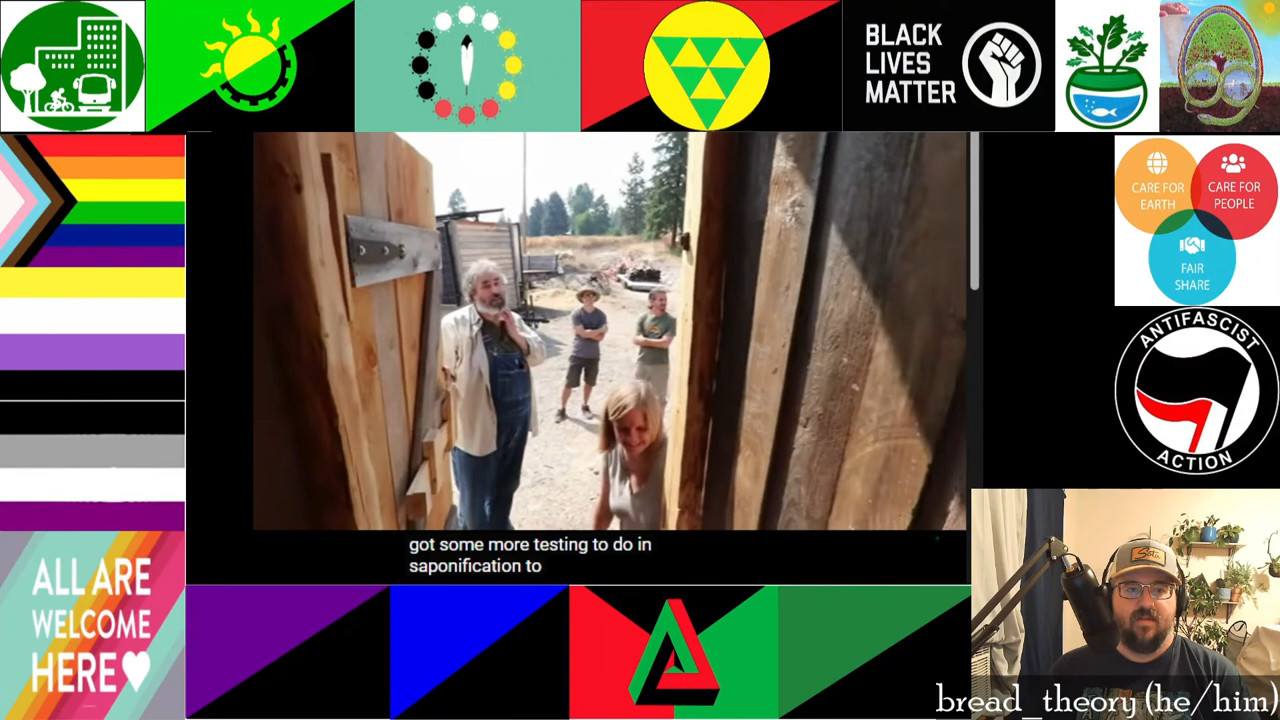 BLACK
LIVES
MATTER
CARE FOR
EARTH
CARE FOR
PEOPLE
FAIR
SHARE
ANTIFASCIST
ACTION
got some more testing to do in
saponification to
ALL ARE
WELCOME
HERE
bread_theory (he/him)